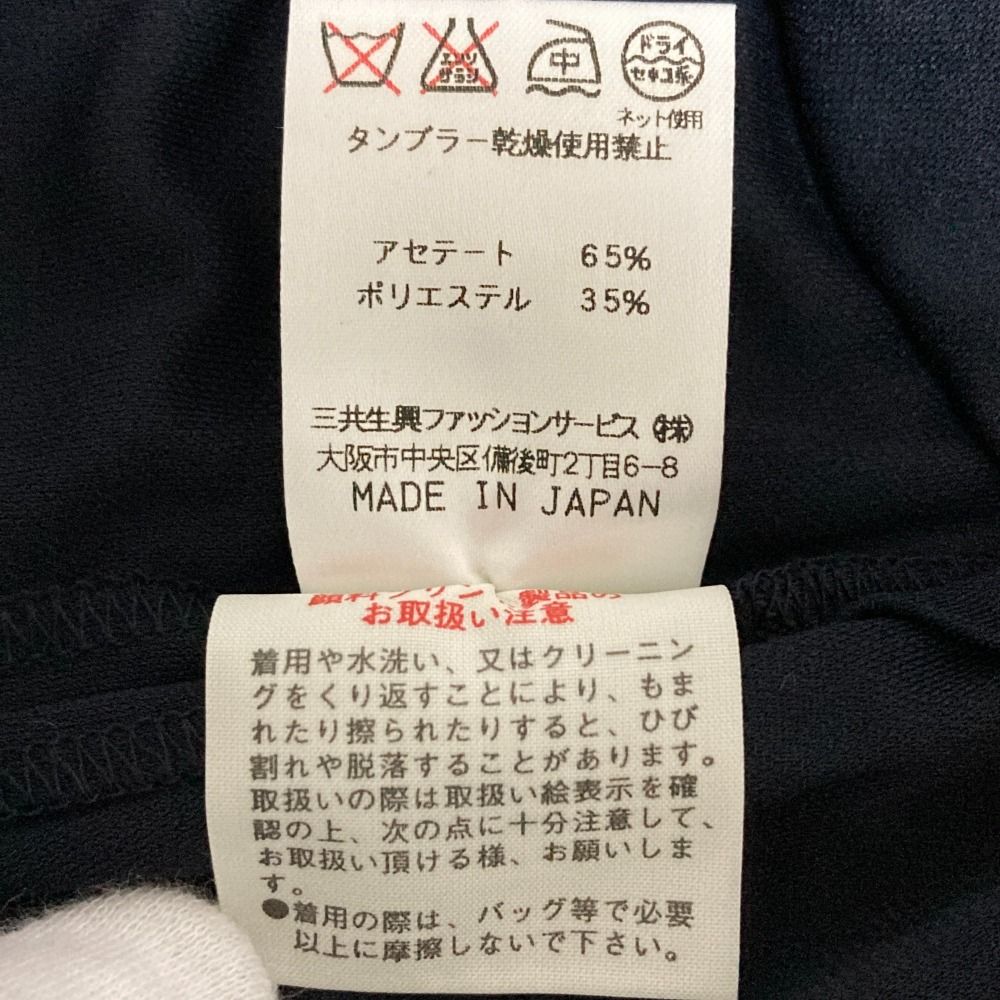 エンソ
サラシ
中
ドライ
セキユ系
ネット使用
タンブラー乾燥使用禁止
アセテート 65%
ポリエステル 35%
三共生興ファッションサービス(株)
大阪市中央区備後町2丁目6-8
MADE IN JAPAN
顔料プリント製品の
お取扱い注意
着用や水洗い、又はクリーニン
グをくり返すことにより、もま
れたり擦られたりすると、ひび
割れや脱落することがあります。
取扱いの際は取扱い絵表示を確
認の上、次の点に十分注意して、
お取扱い頂ける様、お願いしま
す。
●着用の際は、バッグ等で必要
以上に摩擦しないで下さい。